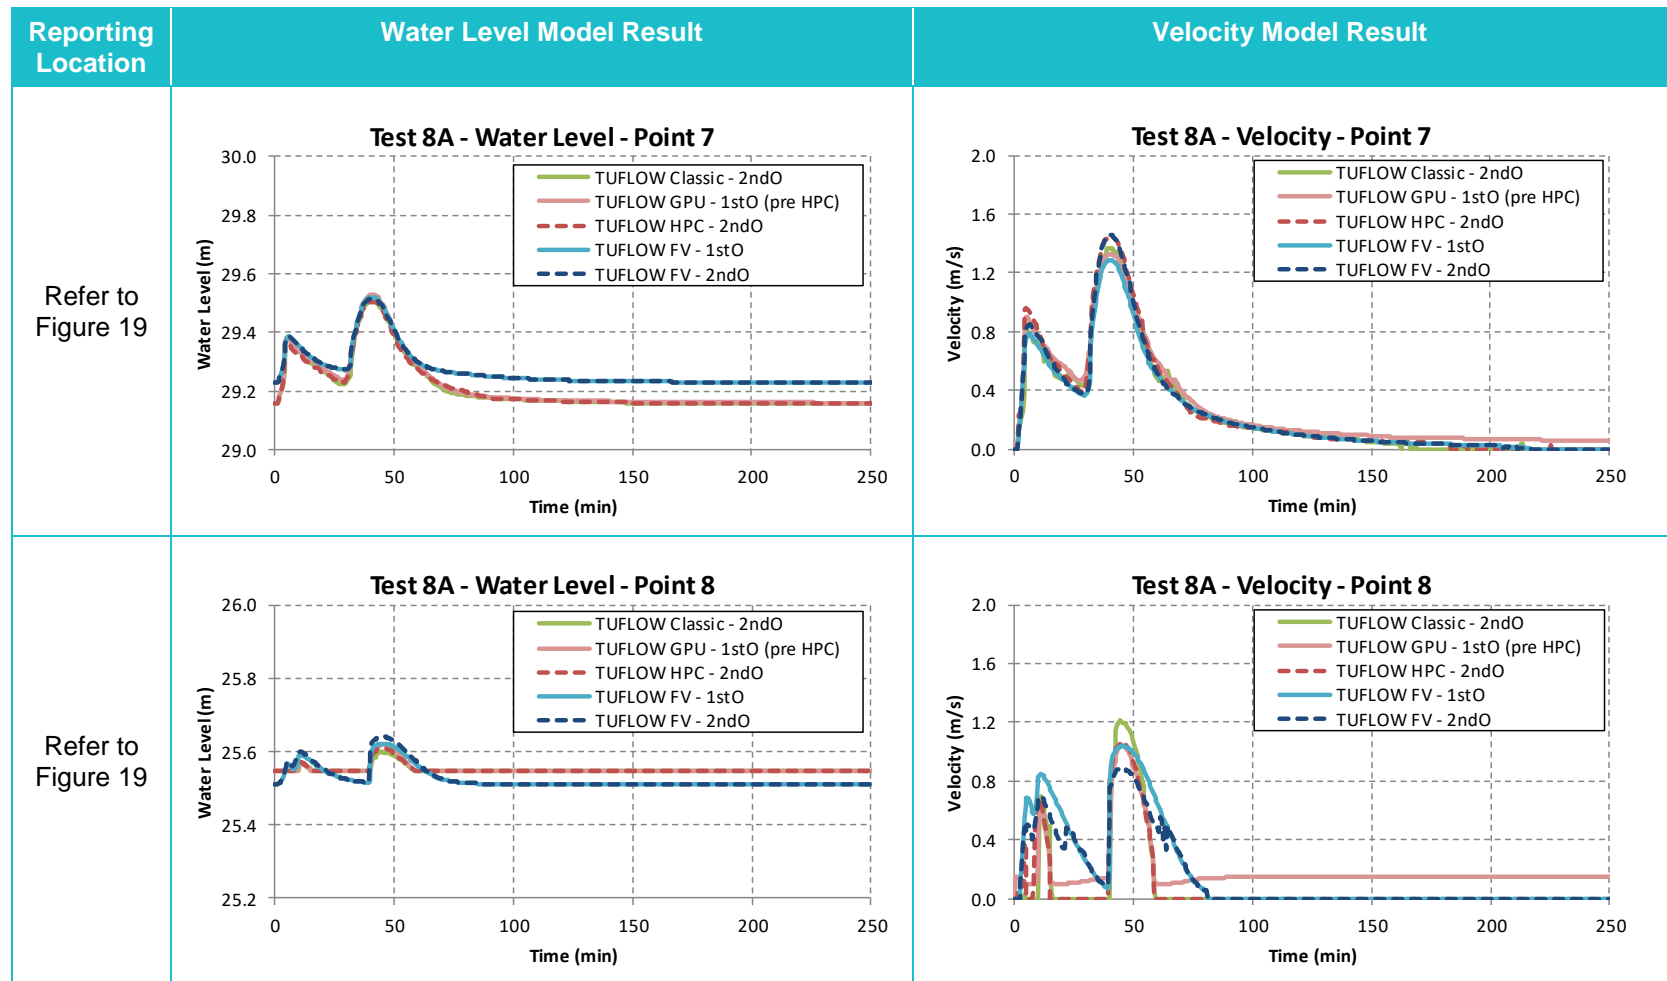 Reporting
Location
Water Level Model Result
Velocity Model Result
Refer to
Figure 19
Test 8A - Water Level - Point 7
30.0
29.8
29.6
29.4
29.2
29.0
Water Level (m)
TUFLOW Classic - 2ndO
TUFLOW GPU - 1stO (pre HPC)
TUFLOW HPC - 2ndO
TUFLOW FV - 1stO
TUFLOW FV - 2ndO
0 50 100 150 200 250
Time (min)
Test 8A - Velocity - Point 7
2.0
1.6
1.2
0.8
0.4
0.0
Velocity (m/s)
TUFLOW Classic - 2ndO
TUFLOW GPU - 1stO (pre HPC)
TUFLOW HPC - 2ndO
TUFLOW FV - 1stO
TUFLOW FV - 2ndO
0 50 100 150 200 250
Time (min)
Refer to
Figure 19
Test 8A - Water Level - Point 8
26.0
25.8
25.6
25.4
25.2
Water Level (m)
TUFLOW Classic - 2ndO
TUFLOW GPU - 1stO (pre HPC)
TUFLOW HPC - 2ndO
TUFLOW FV - 1stO
TUFLOW FV - 2ndO
0 50 100 150 200 250
Time (min)
Test 8A - Velocity - Point 8
2.0
1.6
1.2
0.8
0.4
0.0
Velocity (m/s)
TUFLOW Classic - 2ndO
TUFLOW GPU - 1stO (pre HPC)
TUFLOW HPC - 2ndO
TUFLOW FV - 1stO
TUFLOW FV - 2ndO
0 50 100 150 200 250
Time (min)